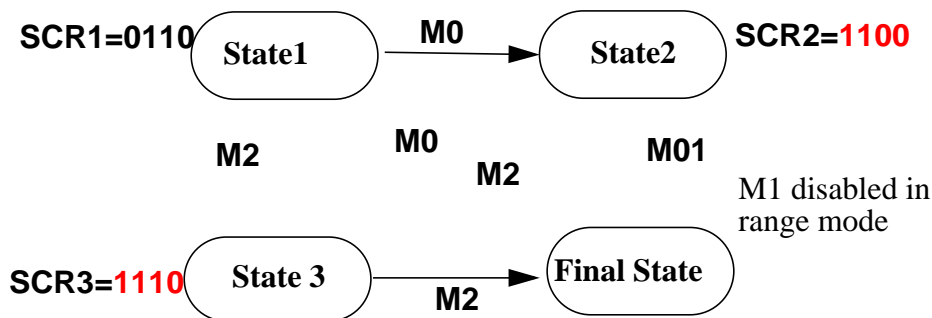 SCR1=0110 State1 M0 State2 SCR2=1100
M2 M0 M2 M01
M1 disabled in
range mode
SCR3=1110 State 3 M2 Final State